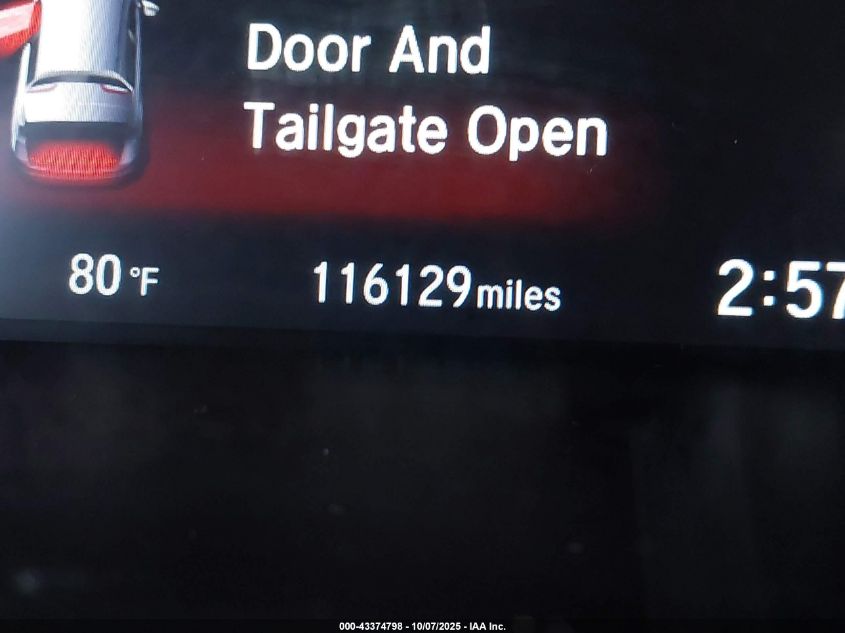 Door And
Tailgate Open
80 °F 116129 miles 2:57
000-43374798 - 10/07/2025 - IAA Inc.